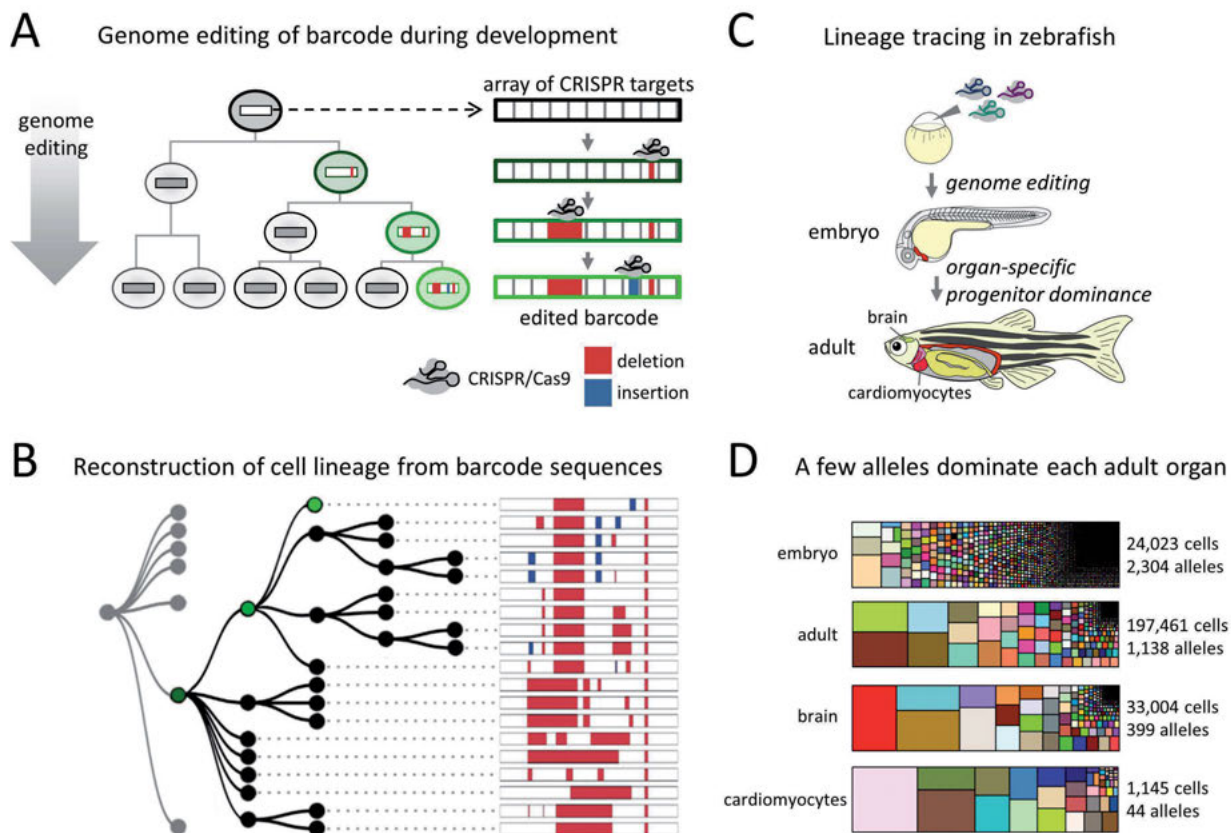 A
Genome editing of barcode during development
genome
editing
array of CRISPR targets
edited barcode
CRISPR/Cas9
deletion
insertion
B
Reconstruction of cell lineage from barcode sequences
C
Lineage tracing in zebrafish
genome editing
embryo
organ-specific
progenitor dominance
brain
adult
cardiomyocytes
D
A few alleles dominate each adult organ
embryo
24,023 cells
2,304 alleles
adult
197,461 cells
1,138 alleles
brain
33,004 cells
399 alleles
cardiomyocytes
1,145 cells
44 alleles